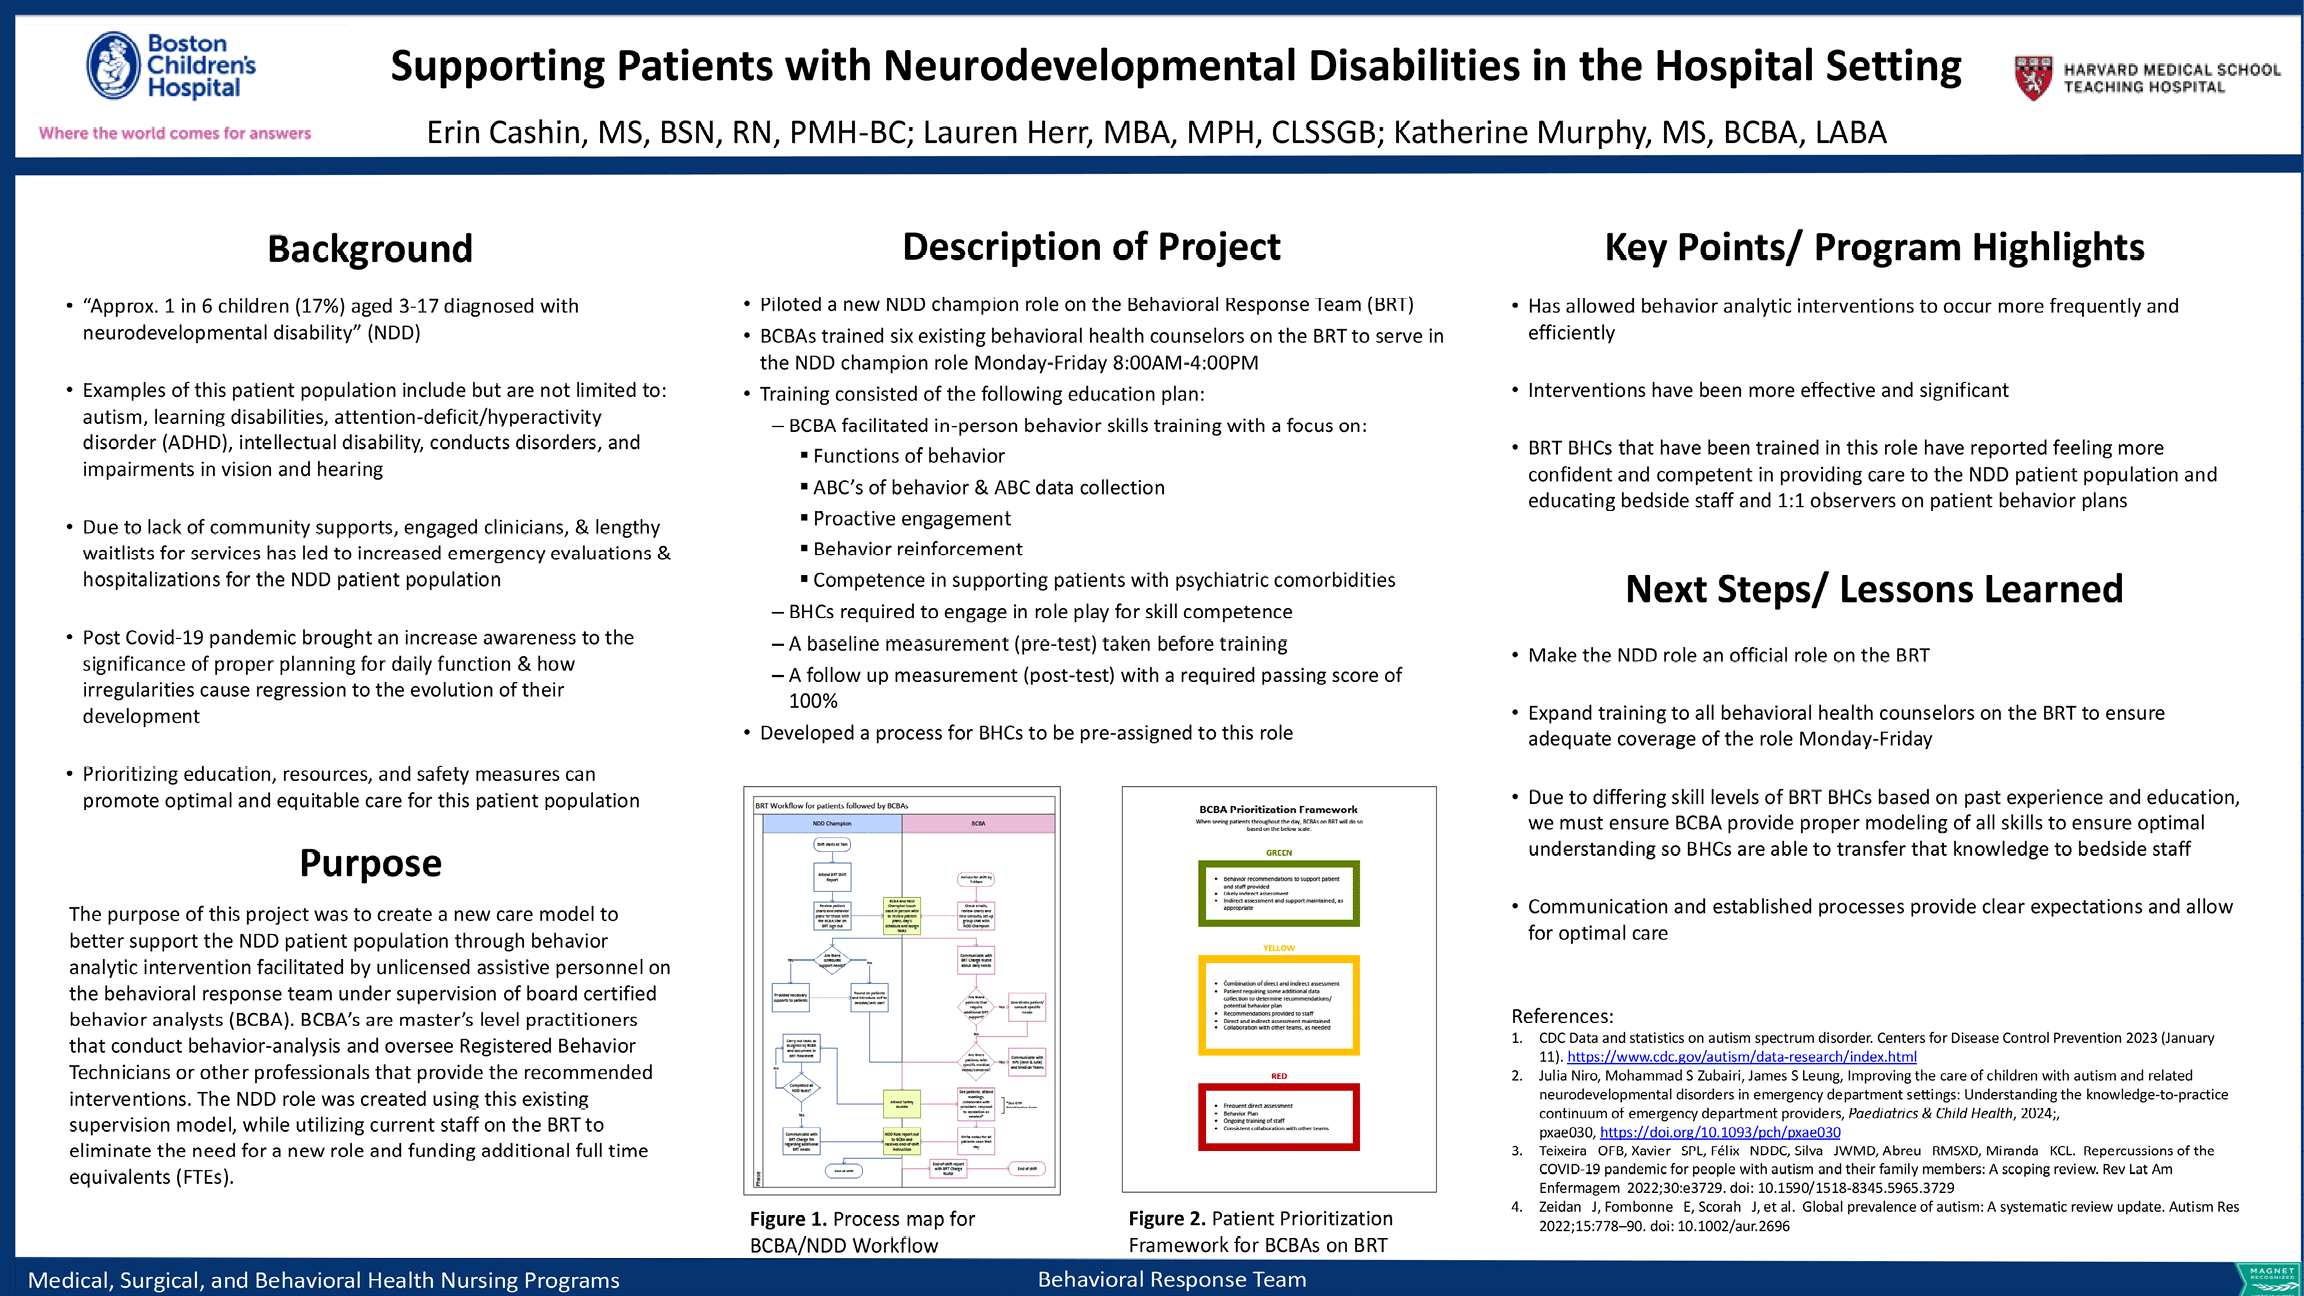 Boston
Children's
Hospital
Where the world comes for answers
Supporting Patients with Neurodevelopmental Disabilities in the Hospital Setting
Erin Cashin, MS, BSN, RN, PMH-BC; Lauren Herr, MBA, MPH, CLSSGB; Katherine Murphy, MS, BCBA, LABA
HARVARD MEDICAL SCHOOL
TEACHING HOSPITAL
Background
• “Approx. 1 in 6 children (17%) aged 3-17 diagnosed with
neurodevelopmental disability” (NDD)
• Examples of this patient population include but are not limited to:
autism, learning disabilities, attention-deficit/hyperactivity
disorder (ADHD), intellectual disability, conducts disorders, and
impairments in vision and hearing
• Due to lack of community supports, engaged clinicians, & lengthy
waitlists for services has led to increased emergency evaluations &
hospitalizations for the NDD patient population
• Post Covid-19 pandemic brought an increase awareness to the
significance of proper planning for daily function & how
irregularities cause regression to the evolution of their
development
• Prioritizing education, resources, and safety measures can
promote optimal and equitable care for this patient population
Purpose
The purpose of this project was to create a new care model to
better support the NDD patient population through behavior
analytic intervention facilitated by unlicensed assistive personnel on
the behavioral response team under supervision of board certified
behavior analysts (BCBA). BCBA’s are master’s level practitioners
that conduct behavior-analysis and oversee Registered Behavior
Technicians or other professionals that provide the recommended
interventions. The NDD role was created using this existing
supervision model, while utilizing current staff on the BRT to
eliminate the need for a new role and funding additional full time
equivalents (FTEs).
Description of Project
• Piloted a new NDD champion role on the Behavioral Response Team (BRT)
• BCBAs trained six existing behavioral health counselors on the BRT to serve in
the NDD champion role Monday-Friday 8:00AM-4:00PM
• Training consisted of the following education plan:
– BCBA facilitated in-person behavior skills training with a focus on:
▪ Functions of behavior
▪ ABC’s of behavior & ABC data collection
▪ Proactive engagement
▪ Behavior reinforcement
▪ Competence in supporting patients with psychiatric comorbidities
– BHCs required to engage in role play for skill competence
– A baseline measurement (pre-test) taken before training
– A follow up measurement (post-test) with a required passing score of
100%
• Developed a process for BHCs to be pre-assigned to this role
BRT Workflow for patients followed by BCBAs
NDD Champion
BCBA
Shift starts at 7am
Attend BRT Shift
Report
Yes
No
End of shift
Phase
Figure 1. Process map for
BCBA/NDD Workflow
BCBA Prioritization Framework
When seeing patients throughout the day, BCBAs on BRT will do so
based on the below scale:
GREEN
• Behavior recommendations to support patient
and staff provided
• Likely indirect assessment
• Indirect assessment and support maintained, as
appropriate
YELLOW
• Combination of direct and indirect assessment
• Patient requiring some additional data
collection to determine recommendations/
potential behavior plan
• Recommendations provided to staff
• Direct and indirect assessment maintained
• Collaboration with other teams, as needed
RED
• Frequent direct assessment
• Behavior Plan
• Ongoing training of staff
• Consistent collaboration with other teams
Figure 2. Patient Prioritization
Framework for BCBAs on BRT
Key Points/ Program Highlights
• Has allowed behavior analytic interventions to occur more frequently and
efficiently
• Interventions have been more effective and significant
• BRT BHCs that have been trained in this role have reported feeling more
confident and competent in providing care to the NDD patient population and
educating bedside staff and 1:1 observers on patient behavior plans
Next Steps/ Lessons Learned
• Make the NDD role an official role on the BRT
• Expand training to all behavioral health counselors on the BRT to ensure
adequate coverage of the role Monday-Friday
• Due to differing skill levels of BRT BHCs based on past experience and education,
we must ensure BCBA provide proper modeling of all skills to ensure optimal
understanding so BHCs are able to transfer that knowledge to bedside staff
• Communication and established processes provide clear expectations and allow
for optimal care
References:
1. CDC Data and statistics on autism spectrum disorder. Centers for Disease Control Prevention 2023 (January
11). https://www.cdc.gov/autism/data-research/index.html
2. Julia Niro, Mohammad S Zubairi, James S Leung, Improving the care of children with autism and related
neurodevelopmental disorders in emergency department settings: Understanding the knowledge-to-practice
continuum of emergency department providers, Paediatrics & Child Health, 2024;,
pxae030, https://doi.org/10.1093/pch/pxae030
3. Teixeira OFB, Xavier SPL, Félix NDDC, Silva JWMD, Abreu RMSXD, Miranda KCL. Repercussions of the
COVID-19 pandemic for people with autism and their family members: A scoping review. Rev Lat Am
Enfermagem 2022;30:e3729. doi: 10.1590/1518-8345.5965.3729
4. Zeidan J, Fombonne E, Scorah J, et al. Global prevalence of autism: A systematic review update. Autism Res
2022;15:778–90. doi: 10.1002/aur.2696
Medical, Surgical, and Behavioral Health Nursing Programs
Behavioral Response Team
MAGNET
RECOGNIZED